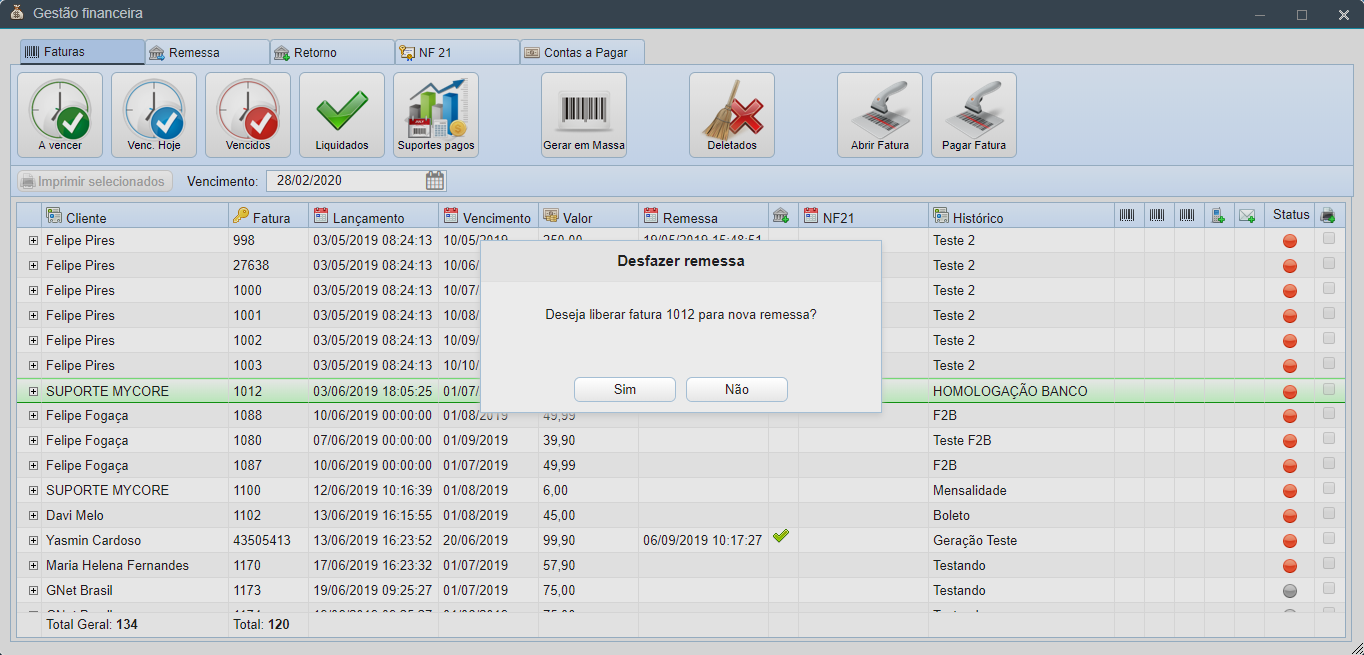 Gestão financeira
Faturas Remessa Retorno NF 21 Contas a Pagar
A vencer Venc. Hoje Vencidos Liquidados Suportes pagos Gerar em Massa Deletados Abrir Fatura Pagar Fatura
Imprimir selecionados Vencimento: 28/02/2020
Cliente Fatura Lançamento Vencimento Valor Remessa NF21 Histórico Status
Felipe Pires 998 03/05/2019 08:24:13 10/05/2019 250,00 19/05/2019 15:48:51 Teste 2
Felipe Pires 27638 03/05/2019 08:24:13 10/06/ Teste 2
Felipe Pires 1000 03/05/2019 08:24:13 10/07/ Teste 2
Felipe Pires 1001 03/05/2019 08:24:13 10/08/ Teste 2
Felipe Pires 1002 03/05/2019 08:24:13 10/09/ Teste 2
Felipe Pires 1003 03/05/2019 08:24:13 10/10/ Teste 2
SUPORTE MYCORE 1012 03/06/2019 18:05:25 01/07/ HOMOLOGAÇÃO BANCO
Desfazer remessa
Deseja liberar fatura 1012 para nova remessa?
Sim Não
Felipe Fogaça 1088 10/06/2019 00:00:00 01/08/2019 49,99 F2B
Felipe Fogaça 1080 07/06/2019 00:00:00 01/09/2019 39,90 Teste F2B
Felipe Fogaça 1087 10/06/2019 00:00:00 01/07/2019 49,99 F2B
SUPORTE MYCORE 1100 12/06/2019 10:16:39 01/08/2019 6,00 Mensalidade
Davi Melo 1102 13/06/2019 16:15:55 01/08/2019 45,00 Boleto
Yasmin Cardoso 43505413 13/06/2019 16:23:52 20/06/2019 99,90 06/09/2019 10:17:27 Geração Teste
Maria Helena Fernandes 1170 17/06/2019 16:23:32 01/07/2019 57,90 Testando
GNet Brasil 1173 19/06/2019 09:25:27 01/07/2019 75,00 Testando
Total Geral: 134 Total: 120